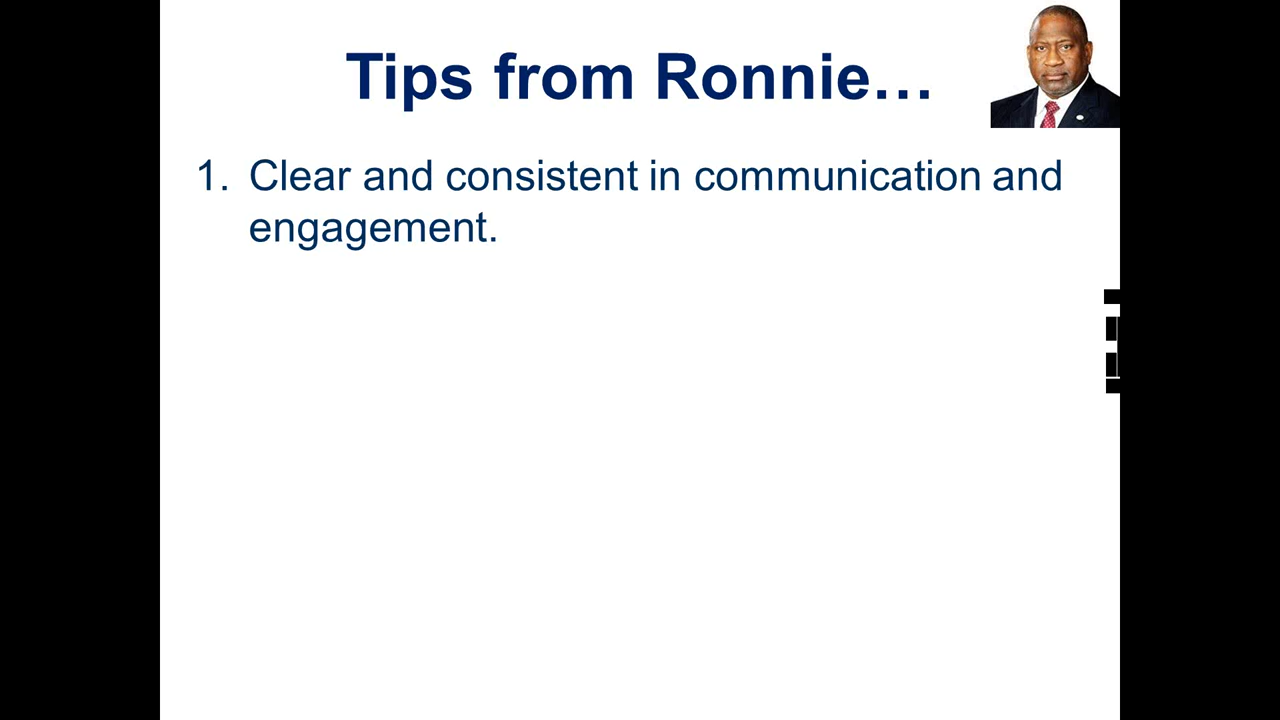 Tips from Ronnie…
1. Clear and consistent in communication and
engagement.